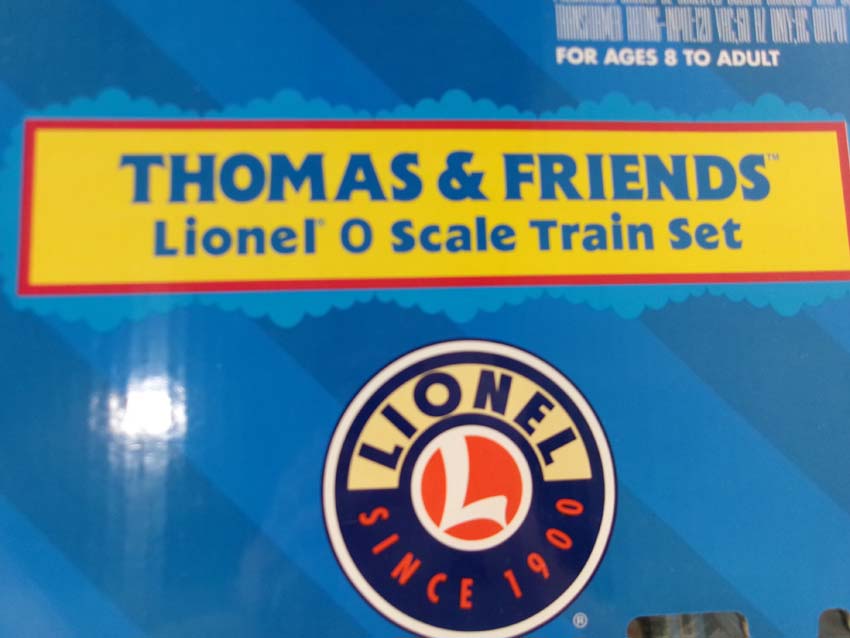 FOR AGES 8 TO ADULT
THOMAS & FRIENDS™
Lionel® O Scale Train Set
LIONEL
L
SINCE 1900
®